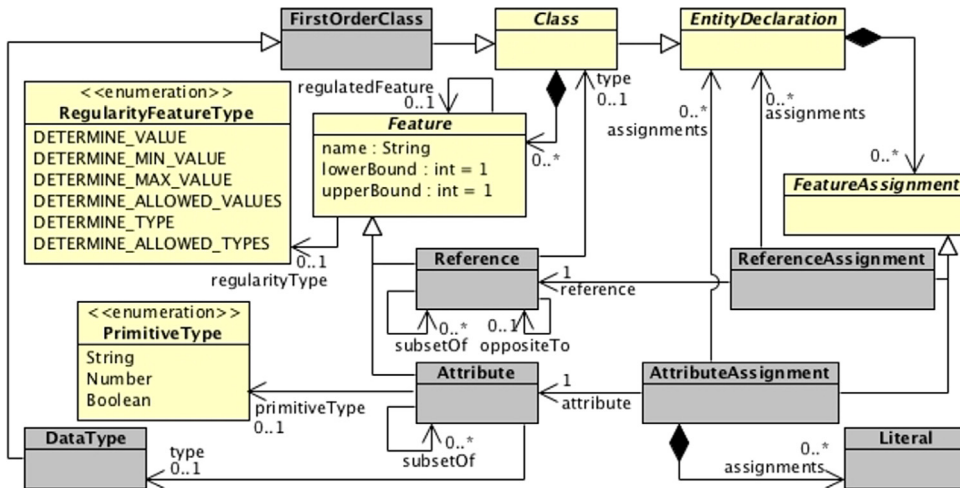 FirstOrderClass
Class
EntityDeclaration
regulatedFeature
0..1
type
0..1
0..*
assignments
0..*
assignments
<<enumeration>>
RegularityFeatureType
DETERMINE_VALUE
DETERMINE_MIN_VALUE
DETERMINE_MAX_VALUE
DETERMINE_ALLOWED_VALUES
DETERMINE_TYPE
DETERMINE_ALLOWED_TYPES
Feature
name : String
lowerBound : int = 1
upperBound : int = 1
0..*
0..*
FeatureAssignment
0..1
regularityType
Reference
1
reference
ReferenceAssignment
0..*
subsetOf
0..1
oppositeTo
<<enumeration>>
PrimitiveType
String
Number
Boolean
primitiveType
0..1
Attribute
1
attribute
AttributeAssignment
0..*
subsetOf
DataType
type
0..1
0..*
assignments
Literal